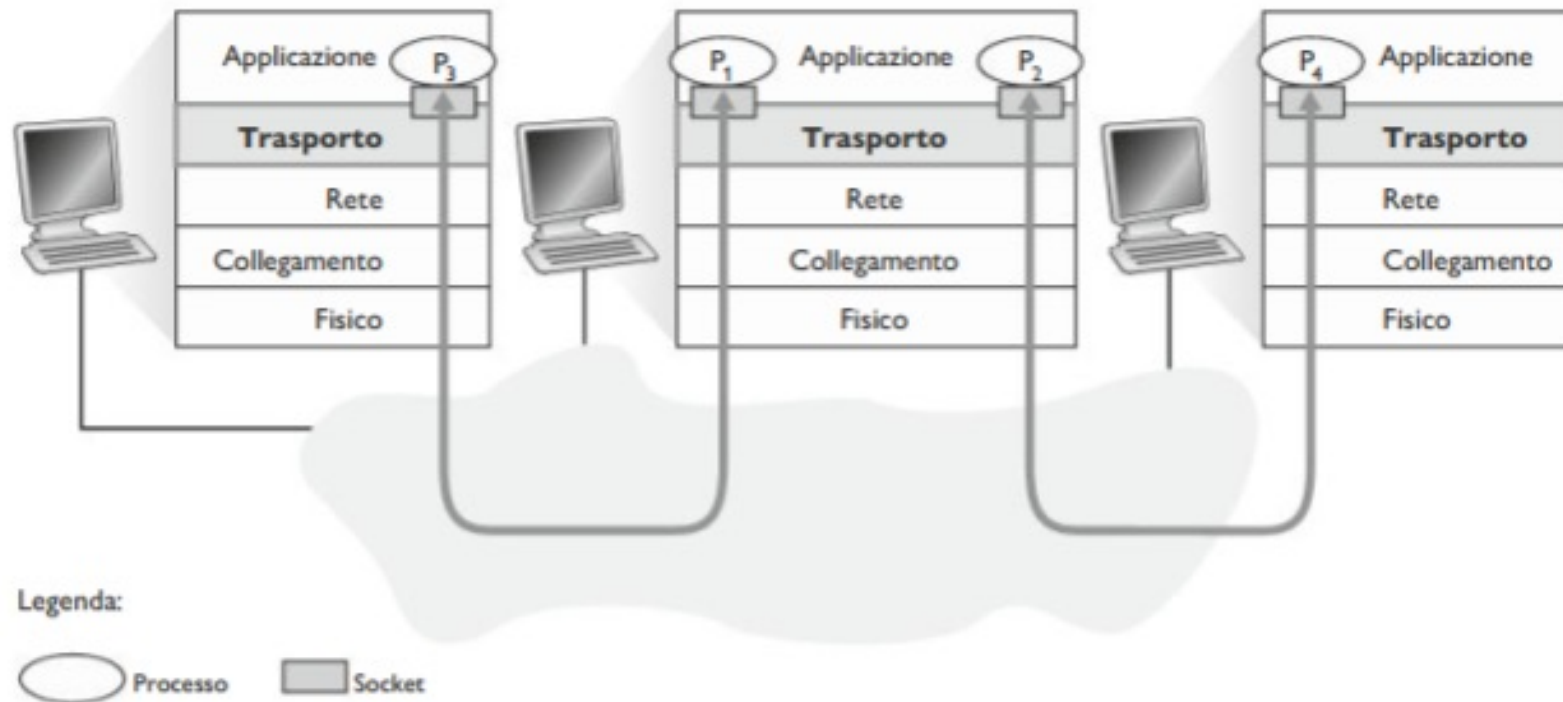 Applicazione P3
P1 Applicazione P2
P4 Applicazione
Trasporto
Trasporto
Trasporto
Rete
Rete
Rete
Collegamento
Collegamento
Collegamento
Fisico
Fisico
Fisico
Legenda:
Processo
Socket